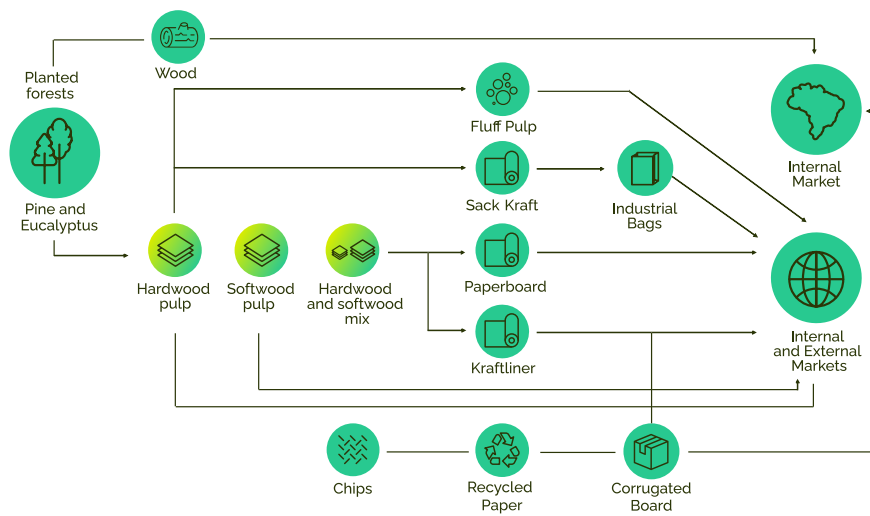 Wood
Planted
forests
Pine and
Eucalyptus
Fluff Pulp
Internal
Market
Sack Kraft
Industrial
Bags
Hardwood
pulp
Softwood
pulp
Hardwood
and softwood
mix
Paperboard
Kraftliner
Internal
and External
Markets
Chips
Recycled
Paper
Corrugated
Board